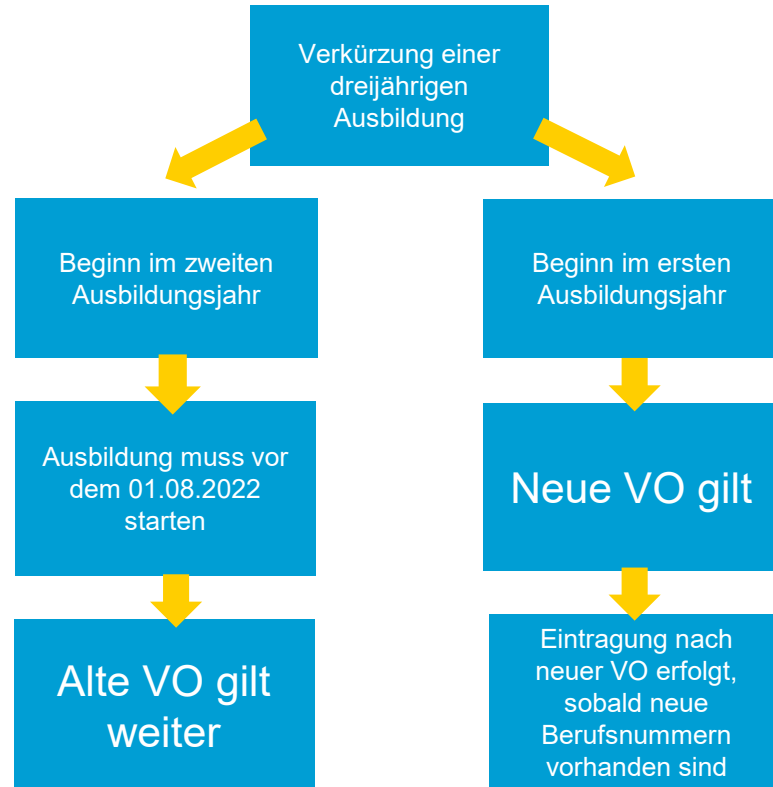 Verkürzung einer
dreijährigen
Ausbildung
Beginn im zweiten
Ausbildungsjahr
Ausbildung muss vor
dem 01.08.2022
starten
Alte VO gilt
weiter
Beginn im ersten
Ausbildungsjahr
Neue VO gilt
Eintragung nach
neuer VO erfolgt,
sobald neue
Berufsnummern
vorhanden sind